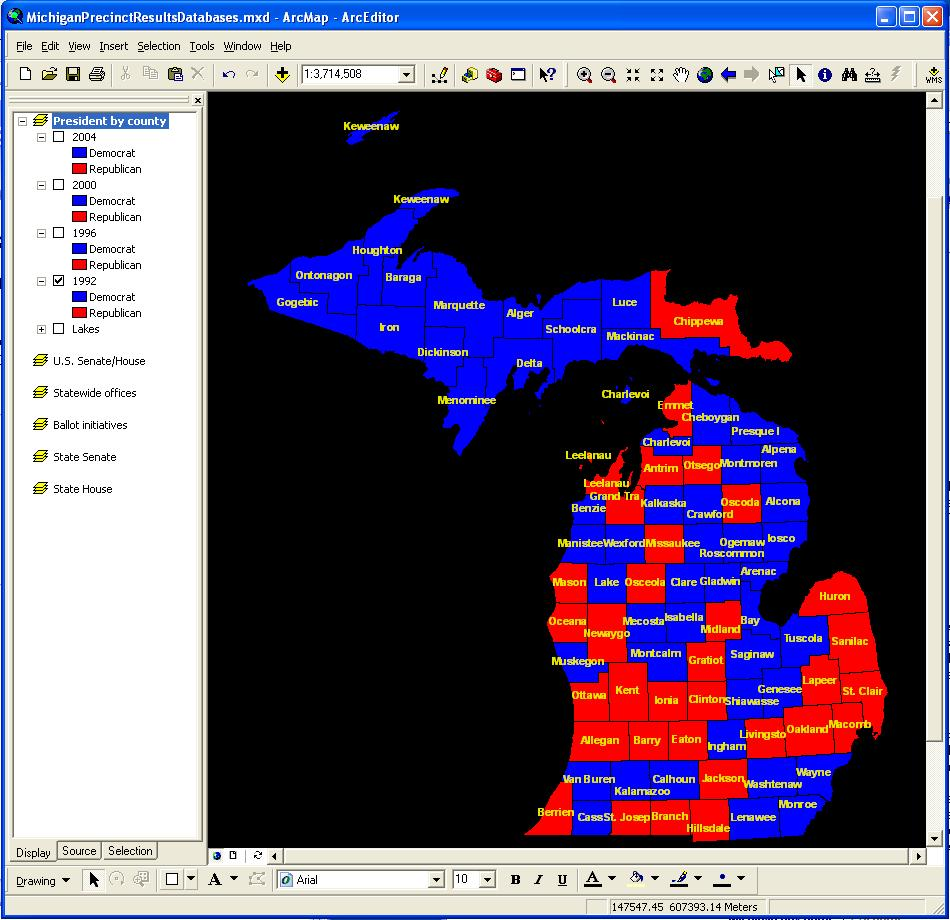 MichiganPrecinctResultsDatabases.mxd - ArcMap - ArcEditor
File Edit View Insert Selection Tools Window Help
1:3,714,508
WMS
President by county
2004
Democrat
Republican
2000
Democrat
Republican
1996
Democrat
Republican
1992
Democrat
Republican
Lakes
U.S. Senate/House
Statewide offices
Ballot initiatives
State Senate
State House
Keweenaw
Keweenaw
Houghton
Ontonagon
Baraga
Gogebic
Marquette
Luce
Alger
Chippewa
Iron
Schoolcra
Mackinac
Dickinson
Delta
Menominee
Charlevoi
Emmet
Cheboygan
Presque I
Charlevoi
Alpena
Leelanau
Antrim
Otsego
Montmoren
Leelanau
Grand Tra
Kalkaska
Oscoda
Alcona
Benzie
Crawford
Manistee
Wexford
Missaukee
Ogemaw
Iosco
Roscommon
Arenac
Mason
Lake
Osceola
Clare
Gladwin
Huron
Oceana
Newaygo
Mecosta
Isabella
Midland
Bay
Tuscola
Sanilac
Muskegon
Montcalm
Gratiot
Saginaw
Lapeer
Ottawa
Kent
Ionia
Clinton
Shiawasse
Genesee
St. Clair
Allegan
Barry
Eaton
Ingham
Livingsto
Oakland
Macomb
Van Buren
Kalamazoo
Calhoun
Jackson
Washtenaw
Wayne
Berrien
Cass
St. Josep
Branch
Hillsdale
Lenawee
Monroe
Display Source Selection
Drawing A Arial 10 B I U A
147547.45 607393.14 Meters